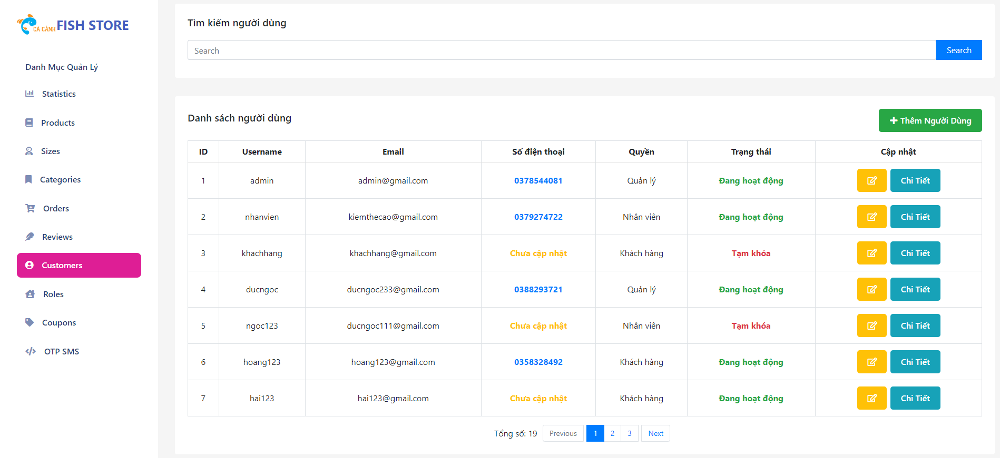 CÁ CẢNH FISH STORE
Danh Mục Quản Lý
Statistics
Products
Sizes
Categories
Orders
Reviews
Customers
Roles
Coupons
OTP SMS
Tìm kiếm người dùng
Search Search
Danh sách người dùng
Thêm Người Dùng
ID Username Email Số điện thoại Quyền Trạng thái Cập nhật
1 admin admin@gmail.com 0378544081 Quản lý Đang hoạt động Chi Tiết
2 nhanvien kiemthecao@gmail.com 0379274722 Nhân viên Đang hoạt động Chi Tiết
3 khachhang khachhang@gmail.com Chưa cập nhật Khách hàng Tạm khóa Chi Tiết
4 ducngoc ducngoc233@gmail.com 0388293721 Quản lý Đang hoạt động Chi Tiết
5 ngoc123 ducngoc111@gmail.com Chưa cập nhật Nhân viên Tạm khóa Chi Tiết
6 hoang123 hoang123@gmail.com 0358328492 Khách hàng Đang hoạt động Chi Tiết
7 hai123 hai123@gmail.com Chưa cập nhật Khách hàng Đang hoạt động Chi Tiết
Tổng số: 19 Previous 1 2 3 Next